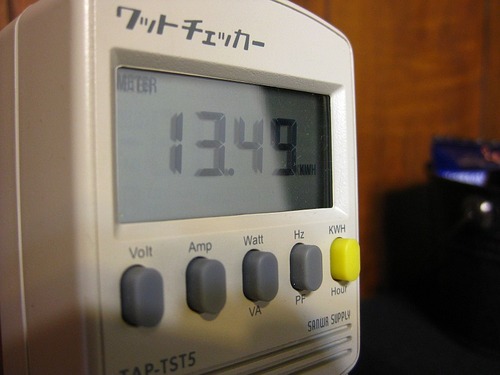 ワットチェッカー
METER
13.49 KWH
Volt Amp Watt Hz KWH
VA PF Hour
SANWA SUPPLY
TAP-TST5